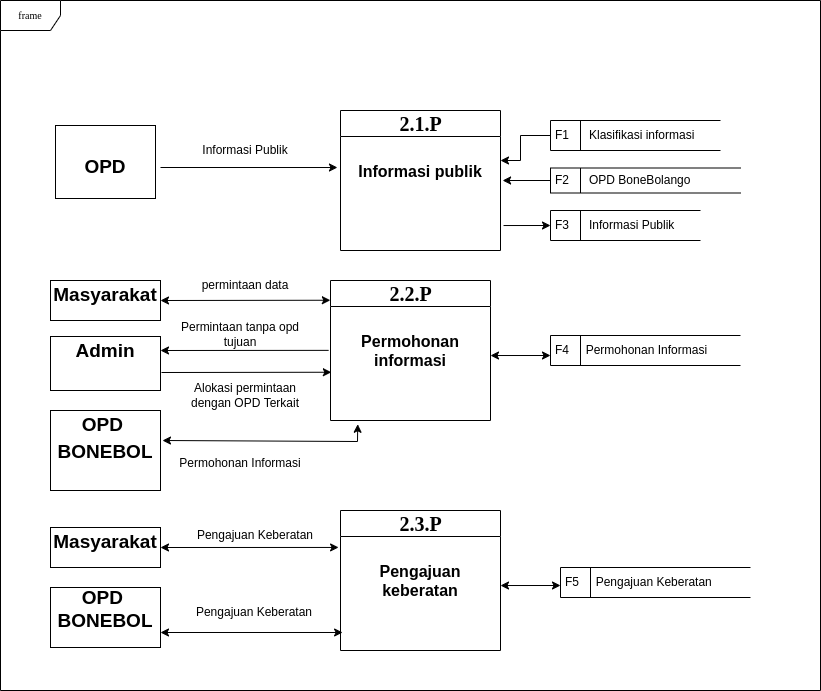 frame
OPD
Informasi Publik
2.1.P
Informasi publik
F1 Klasifikasi informasi
F2 OPD BoneBolango
F3 Informasi Publik
Masyarakat
permintaan data
Admin
Permintaan tanpa opd
tujuan
Alokasi permintaan
dengan OPD Terkait
OPD
BONEBOL
Permohonan Informasi
2.2.P
Permohonan
informasi
F4 Permohonan Informasi
Masyarakat
Pengajuan Keberatan
OPD
BONEBOL
Pengajuan Keberatan
2.3.P
Pengajuan
keberatan
F5 Pengajuan Keberatan